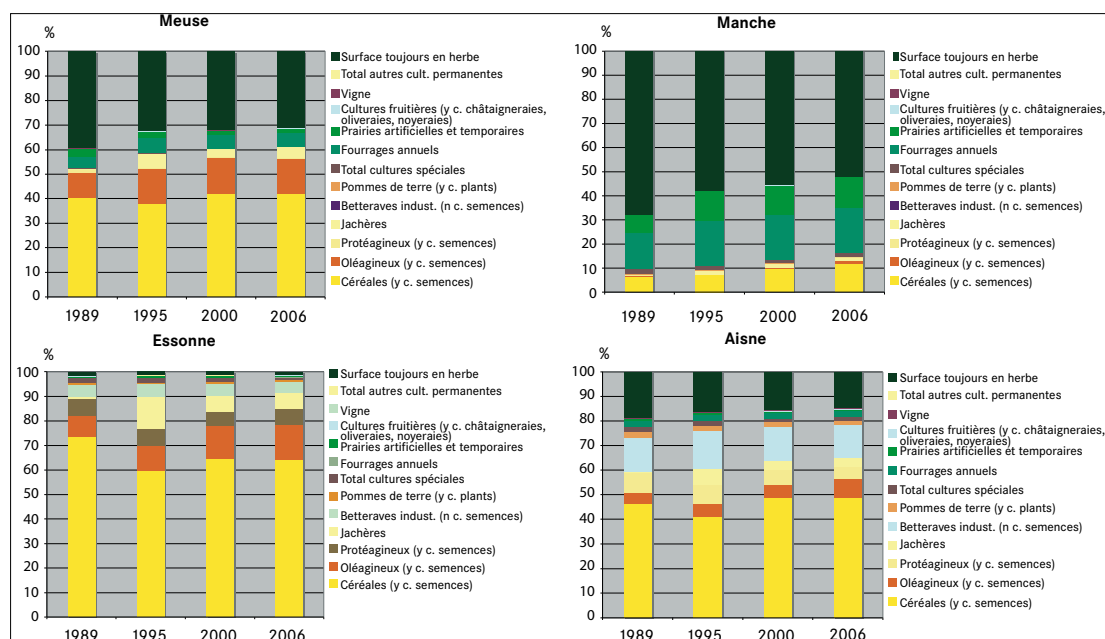 Meuse
%
100
90
80
70
60
50
40
30
20
10
0
1989
1995
2000
2006
Surface toujours en herbe
Total autres cult. permanentes
Vigne
Cultures fruitières (y c. châtaigneraies,
oliveraies, noyeraies)
Prairies artificielles et temporaires
Fourrages annuels
Total cultures spéciales
Pommes de terre (y c. plants)
Betteraves indust. (n c. semences)
Jachères
Protéagineux (y c. semences)
Oléagineux (y c. semences)
Céréales (y c. semences)
Manche
%
100
90
80
70
60
50
40
30
20
10
0
1989
1995
2000
2006
Surface toujours en herbe
Total autres cult. permanentes
Vigne
Cultures fruitières (y c. châtaigneraies,
oliveraies, noyeraies)
Prairies artificielles et temporaires
Fourrages annuels
Total cultures spéciales
Pommes de terre (y c. plants)
Betteraves indust. (n c. semences)
Jachères
Protéagineux (y c. semences)
Oléagineux (y c. semences)
Céréales (y c. semences)
Essonne
%
100
90
80
70
60
50
40
30
20
10
0
1989
1995
2000
2006
Surface toujours en herbe
Total autres cult. permanentes
Vigne
Cultures fruitières (y c. châtaigneraies,
oliveraies, noyeraies)
Prairies artificielles et temporaires
Fourrages annuels
Total cultures spéciales
Pommes de terre (y c. plants)
Betteraves indust. (n c. semences)
Jachères
Protéagineux (y c. semences)
Oléagineux (y c. semences)
Céréales (y c. semences)
Aisne
%
100
90
80
70
60
50
40
30
20
10
0
1989
1995
2000
2006
Surface toujours en herbe
Total autres cult. permanentes
Vigne
Cultures fruitières (y c. châtaigneraies,
oliveraies, noyeraies)
Prairies artificielles et temporaires
Fourrages annuels
Total cultures spéciales
Pommes de terre (y c. plants)
Betteraves indust. (n c. semences)
Jachères
Protéagineux (y c. semences)
Oléagineux (y c. semences)
Céréales (y c. semences)